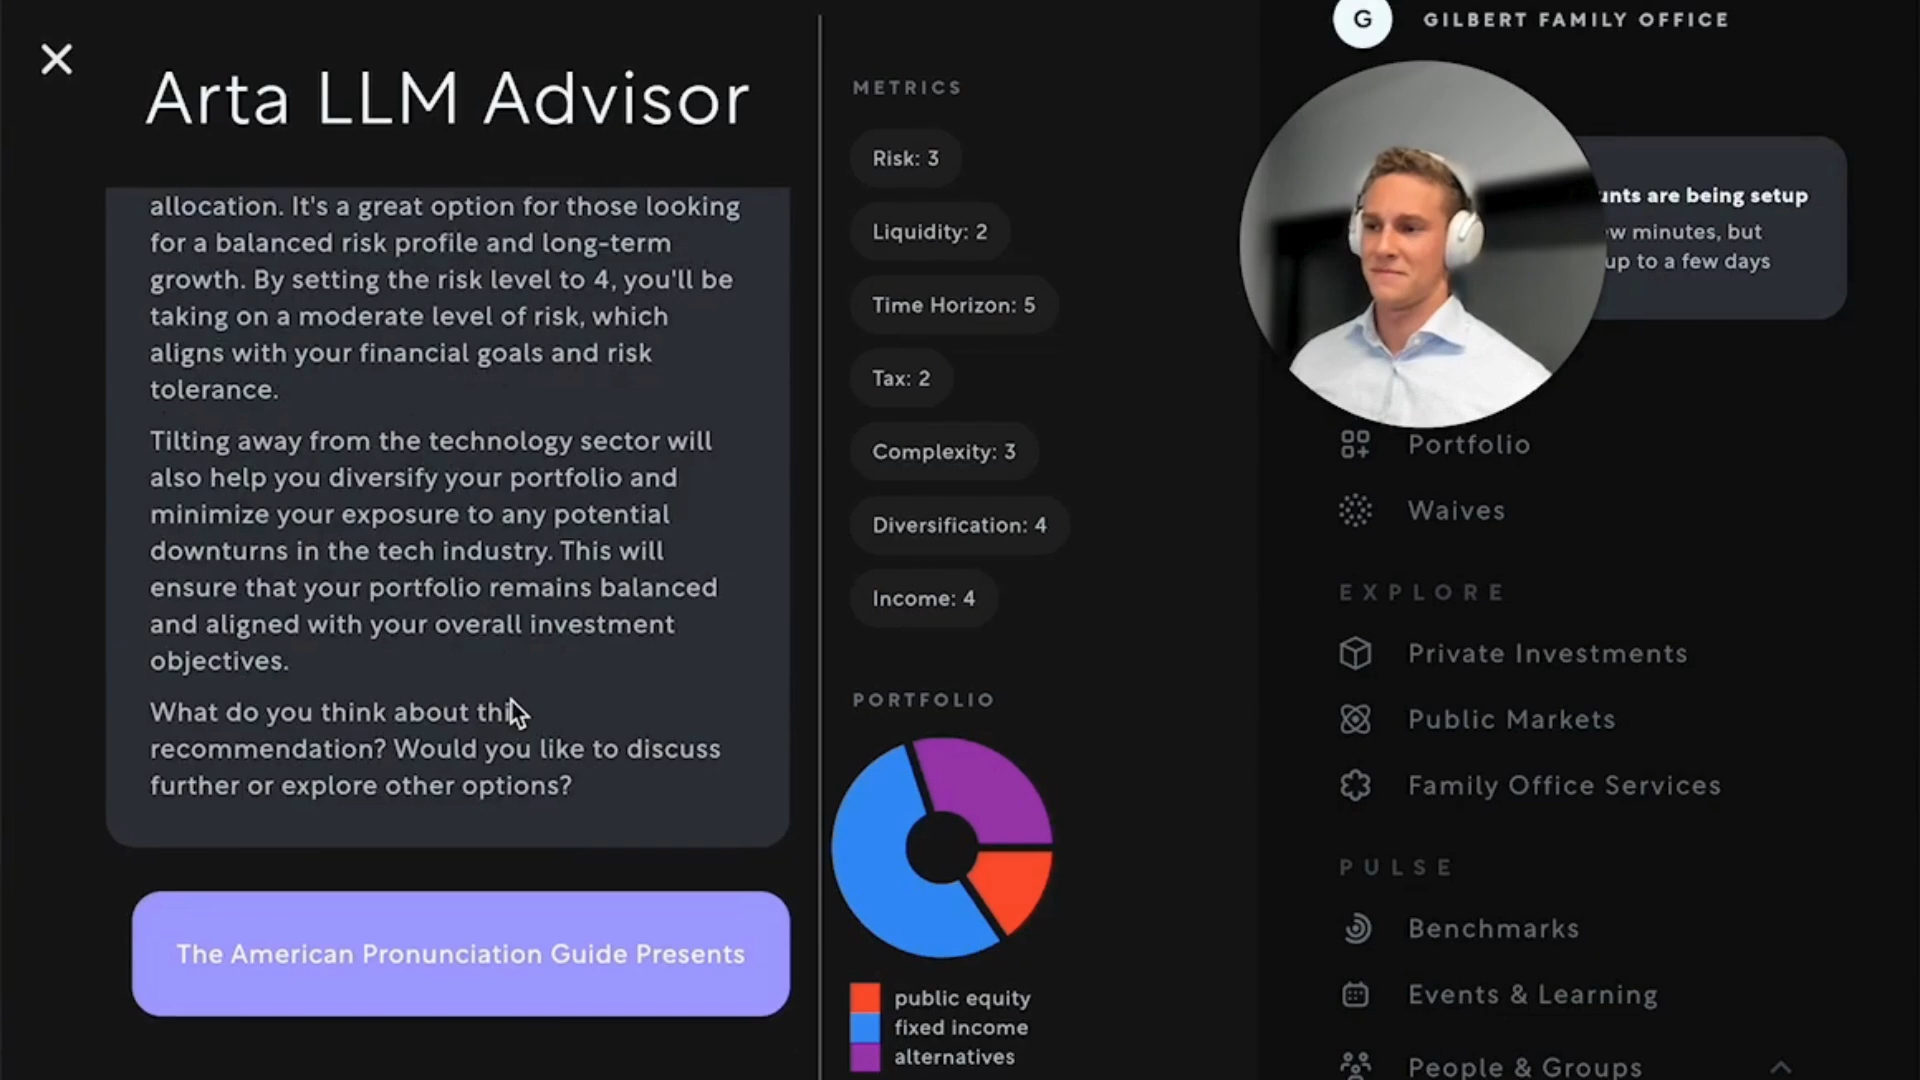 Arta LLM Advisor
allocation. It's a great option for those looking
for a balanced risk profile and long-term
growth. By setting the risk level to 4, you'll be
taking on a moderate level of risk, which
aligns with your financial goals and risk
tolerance.
Tilting away from the technology sector will
also help you diversify your portfolio and
minimize your exposure to any potential
downturns in the tech industry. This will
ensure that your portfolio remains balanced
and aligned with your overall investment
objectives.
What do you think about this
recommendation? Would you like to discuss
further or explore other options?
The American Pronunciation Guide Presents
METRICS
Risk: 3
Liquidity: 2
Time Horizon: 5
Tax: 2
Complexity: 3
Diversification: 4
Income: 4
PORTFOLIO
public equity
fixed income
alternatives
G
GILBERT FAMILY OFFICE
are being setup
minutes, but
up to a few days
Portfolio
Waives
EXPLORE
Private Investments
Public Markets
Family Office Services
PULSE
Benchmarks
Events & Learning
People & Groups